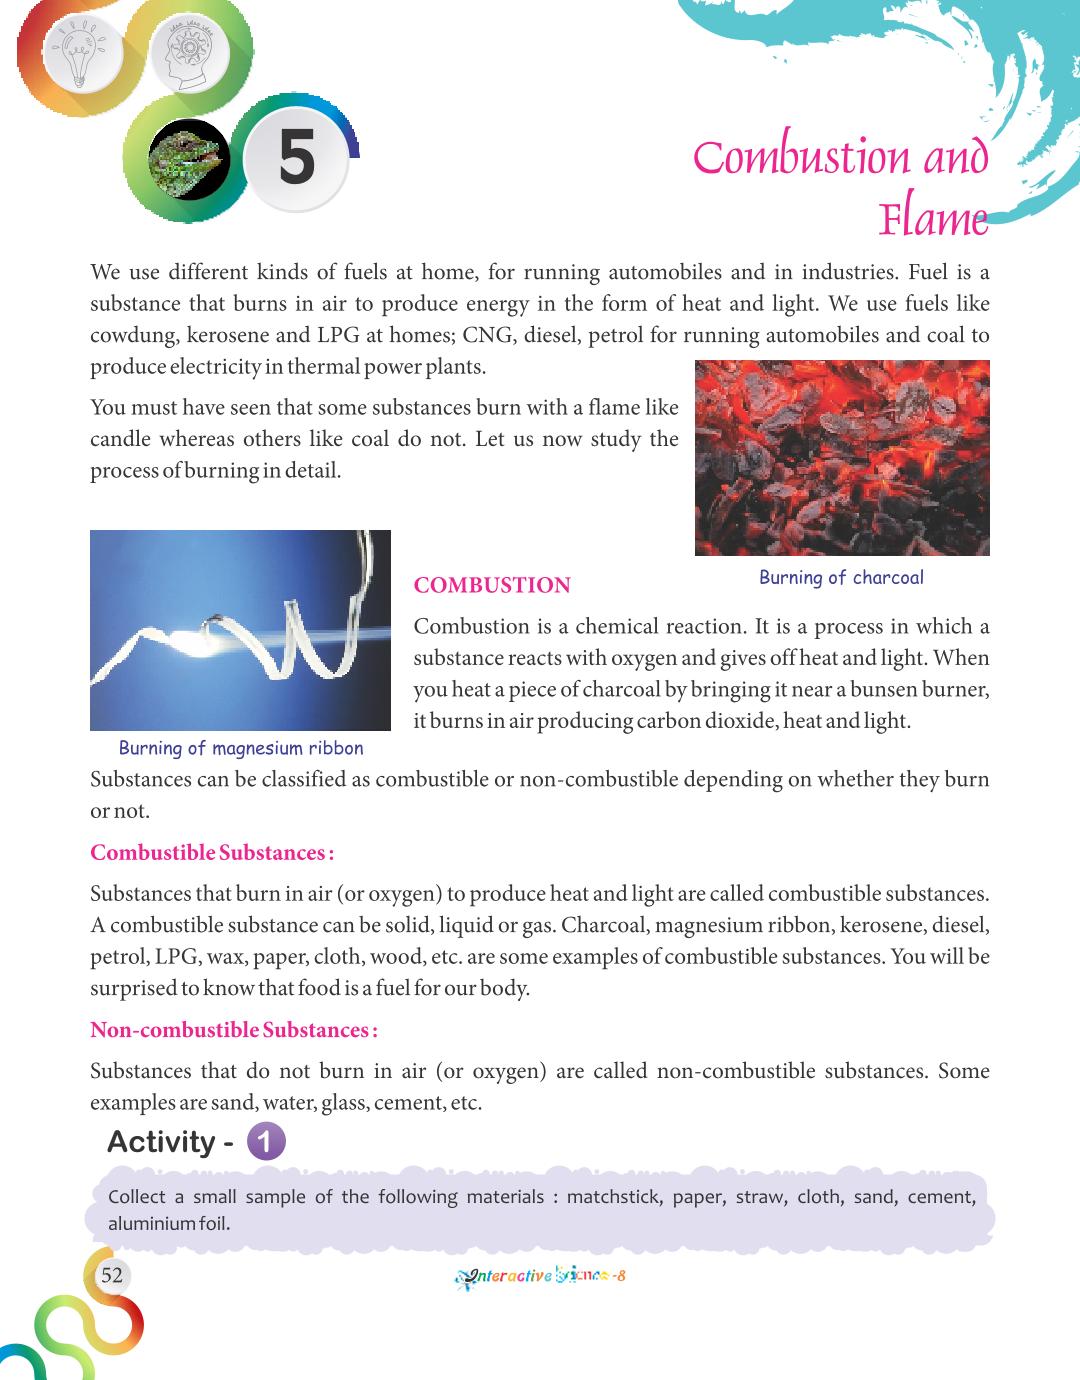 5
Combustion and
Flame
We use different kinds of fuels at home, for running automobiles and in industries. Fuel is a
substance that burns in air to produce energy in the form of heat and light. We use fuels like
cowdung, kerosene and LPG at homes; CNG, diesel, petrol for running automobiles and coal to
produce electricity in thermal power plants.
You must have seen that some substances burn with a flame like
candle whereas others like coal do not. Let us now study the
process of burning in detail.
Burning of charcoal
COMBUSTION
Combustion is a chemical reaction. It is a process in which a
substance reacts with oxygen and gives off heat and light. When
you heat a piece of charcoal by bringing it near a bunsen burner,
it burns in air producing carbon dioxide, heat and light.
Burning of magnesium ribbon
Substances can be classified as combustible or non-combustible depending on whether they burn
or not.
Combustible Substances :
Substances that burn in air (or oxygen) to produce heat and light are called combustible substances.
A combustible substance can be solid, liquid or gas. Charcoal, magnesium ribbon, kerosene, diesel,
petrol, LPG, wax, paper, cloth, wood, etc. are some examples of combustible substances. You will be
surprised to know that food is a fuel for our body.
Non-combustible Substances :
Substances that do not burn in air (or oxygen) are called non-combustible substances. Some
examples are sand, water, glass, cement, etc.
Activity - 1
Collect a small sample of the following materials : matchstick, paper, straw, cloth, sand, cement,
aluminium foil.
52
Interactive Science -8